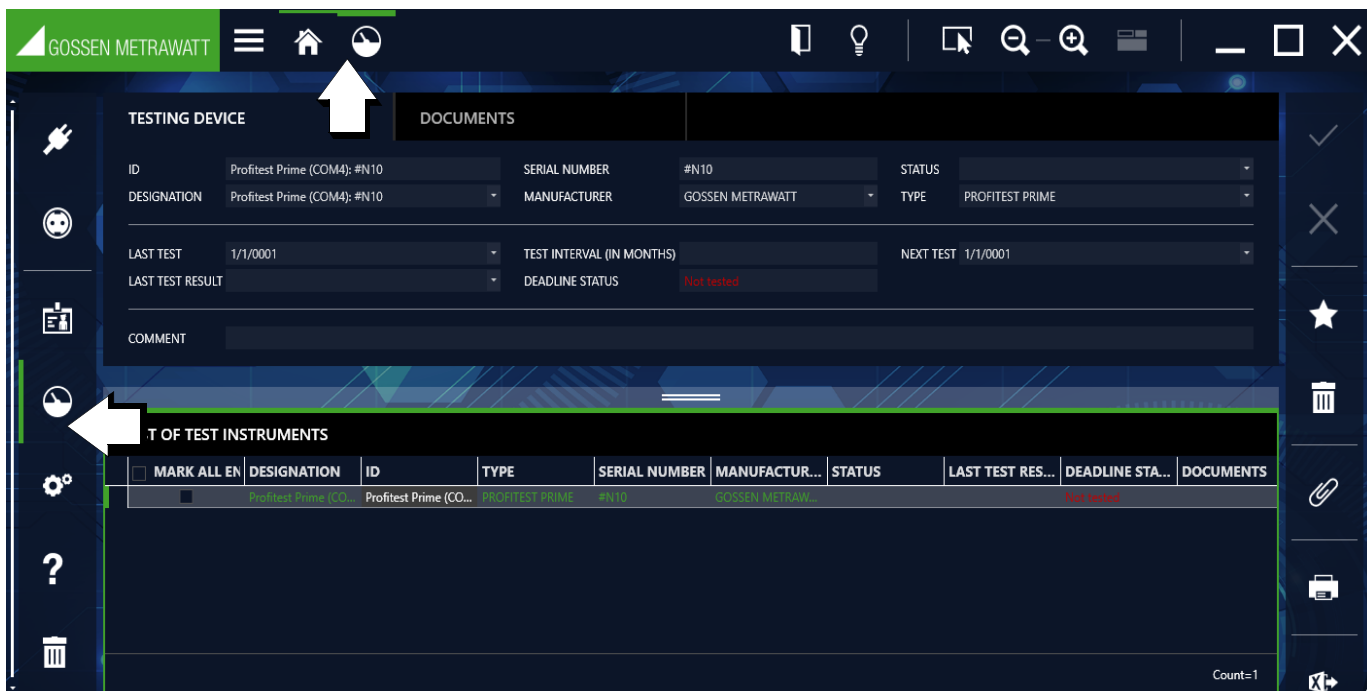 GOSSEN METRAWATT
TESTING DEVICE DOCUMENTS
ID Profitest Prime (COM4): #N10 SERIAL NUMBER #N10 STATUS
DESIGNATION Profitest Prime (COM4): #N10 MANUFACTURER GOSSEN METRAWATT TYPE PROFITEST PRIME
LAST TEST 1/1/0001 TEST INTERVAL (IN MONTHS) NEXT TEST 1/1/0001
LAST TEST RESULT DEADLINE STATUS Not tested
COMMENT
ST OF TEST INSTRUMENTS
MARK ALL EN DESIGNATION ID TYPE SERIAL NUMBER MANUFACTUR... STATUS LAST TEST RES... DEADLINE STA... DOCUMENTS
Profitest Prime (CO... Profitest Prime (CO... PROFITEST PRIME #N10 GOSSEN METRAW... Not tested
?
Count=1
X